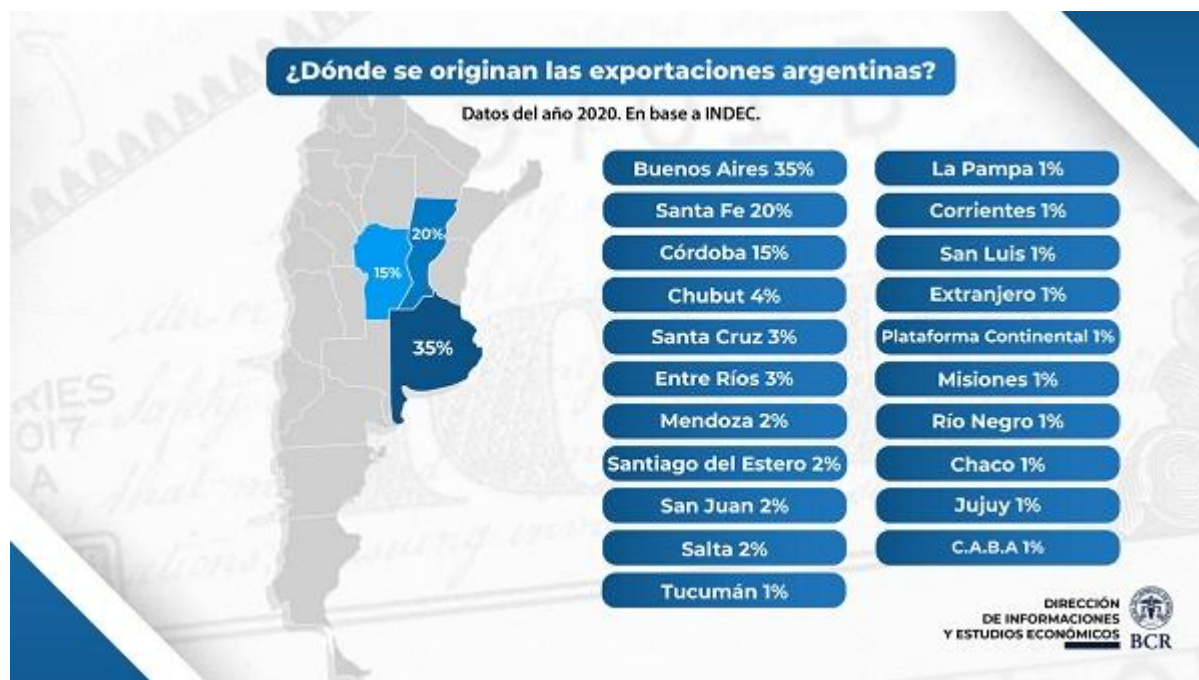 ¿Dónde se originan las exportaciones argentinas?
Datos del año 2020. En base a INDEC.
20%
15%
35%
Buenos Aires 35%
Santa Fe 20%
Córdoba 15%
Chubut 4%
Santa Cruz 3%
Entre Ríos 3%
Mendoza 2%
Santiago del Estero 2%
San Juan 2%
Salta 2%
Tucumán 1%
La Pampa 1%
Corrientes 1%
San Luis 1%
Extranjero 1%
Plataforma Continental 1%
Misiones 1%
Río Negro 1%
Chaco 1%
Jujuy 1%
C.A.B.A 1%
DIRECCIÓN
DE INFORMACIONES
Y ESTUDIOS ECONÓMICOS
BCR